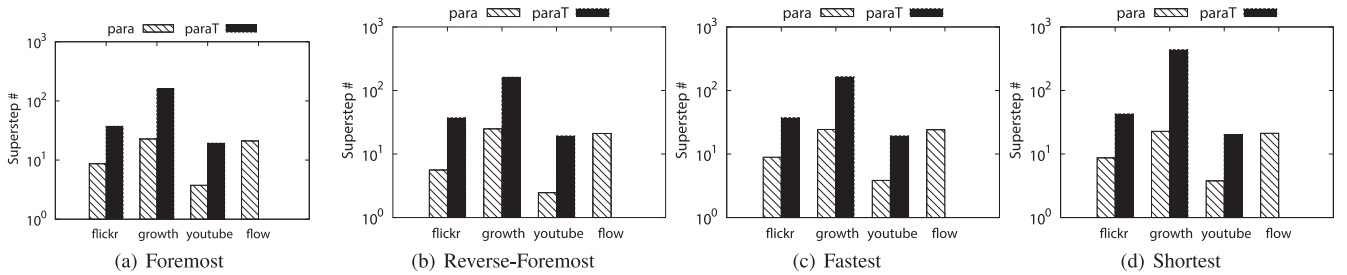 para paraT
10^3
10^2
10^1
10^0
Superstep #
flickr growth youtube flow
(a) Foremost
para paraT
10^3
10^2
10^1
10^0
Superstep #
flickr growth youtube flow
(b) Reverse-Foremost
para paraT
10^3
10^2
10^1
10^0
Superstep #
flickr growth youtube flow
(c) Fastest
para paraT
10^3
10^2
10^1
10^0
Superstep #
flickr growth youtube flow
(d) Shortest